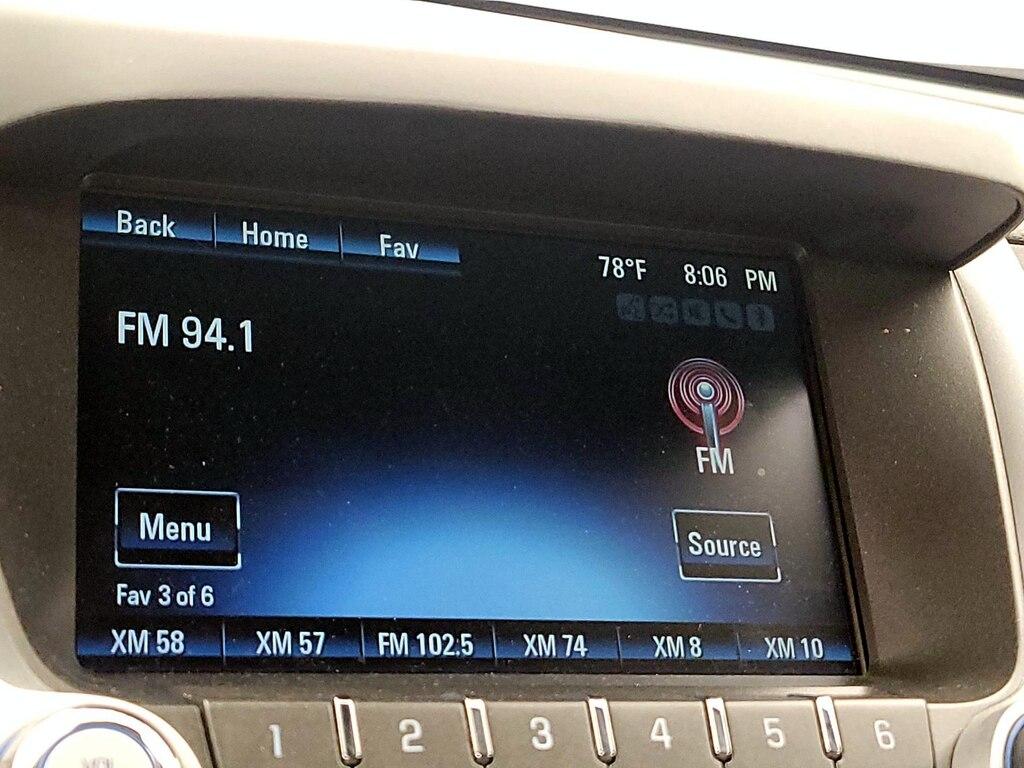 Back Home Fav
78°F 8:06 PM
FM 94.1
FM
Menu
Source
Fav 3 of 6
XM 58 XM 57 FM 102.5 XM 74 XM 8 XM 10
1 2 3 4 5 6
VOL